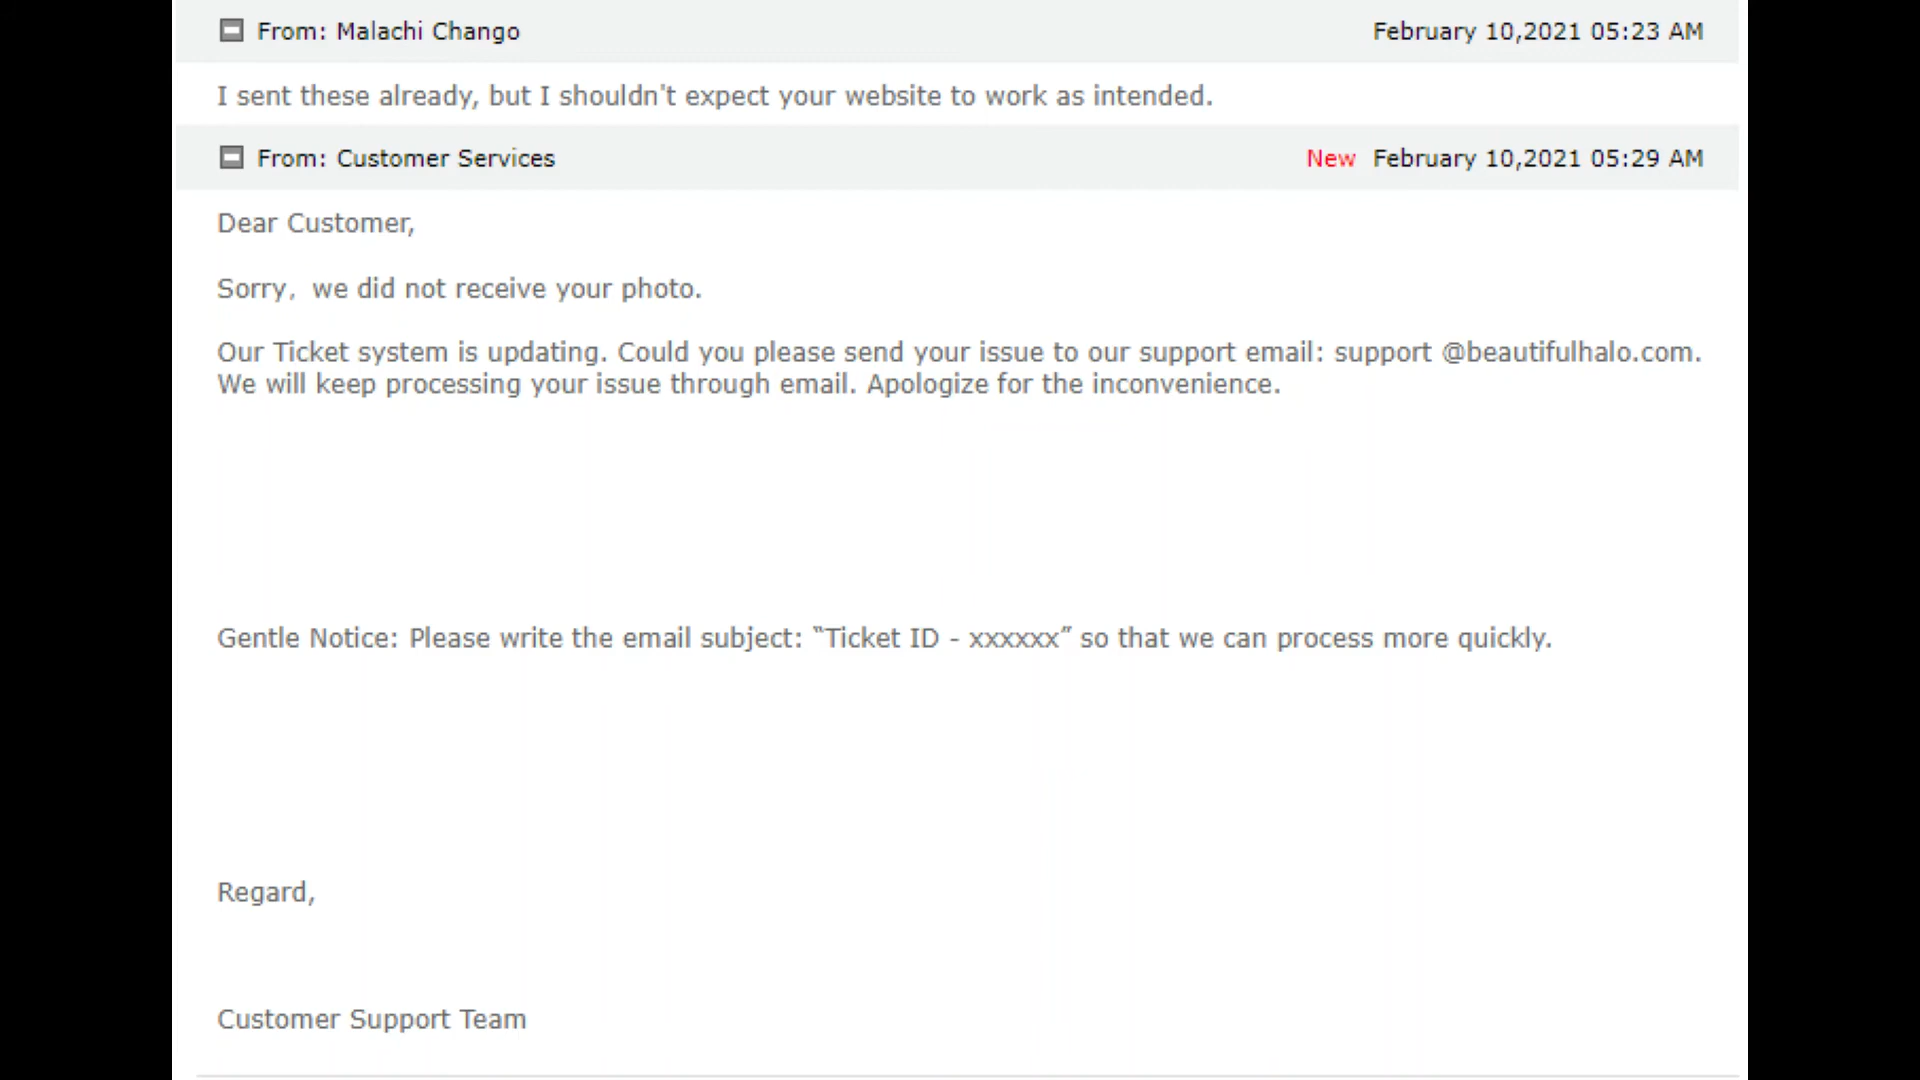 From: Malachi Chango February 10,2021 05:23 AM
I sent these already, but I shouldn't expect your website to work as intended.
From: Customer Services New February 10,2021 05:29 AM
Dear Customer,
Sorry, we did not receive your photo.
Our Ticket system is updating. Could you please send your issue to our support email: support @beautifulhalo.com.
We will keep processing your issue through email. Apologize for the inconvenience.
Gentle Notice: Please write the email subject: “Ticket ID - xxxxxx” so that we can process more quickly.
Regard,
Customer Support Team